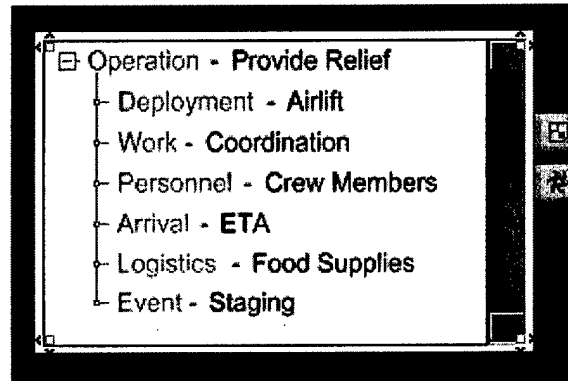 Operation - Provide Relief
Deployment - Airlift
Work - Coordination
Personnel - Crew Members
Arrival - ETA
Logistics - Food Supplies
Event - Staging